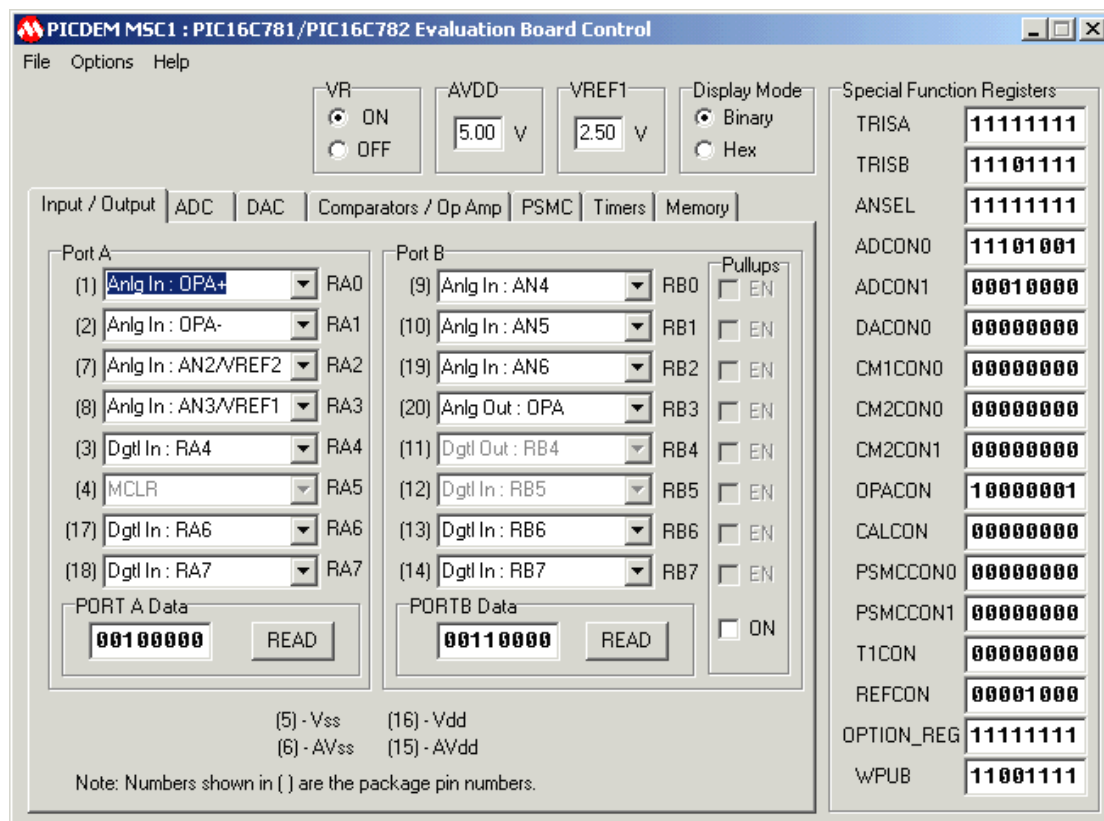 PICDEM MSC1 : PIC16C781/PIC16C782 Evaluation Board Control
File Options Help
VR
ON
OFF
AVDD
5.00 V
VREF1
2.50 V
Display Mode
Binary
Hex
Input / Output ADC DAC Comparators / Op Amp PSMC Timers Memory
Port A
(1) Anlg In : OPA+ RA0
(2) Anlg In : OPA- RA1
(7) Anlg In : AN2/VREF2 RA2
(8) Anlg In : AN3/VREF1 RA3
(3) Dgtl In : RA4 RA4
(4) MCLR RA5
(17) Dgtl In : RA6 RA6
(18) Dgtl In : RA7 RA7
PORT A Data
00100000 READ
Port B
(9) Anlg In : AN4 RB0
(10) Anlg In : AN5 RB1
(19) Anlg In : AN6 RB2
(20) Anlg Out : OPA RB3
(11) Dgtl Out : RB4 RB4
(12) Dgtl In : RB5 RB5
(13) Dgtl In : RB6 RB6
(14) Dgtl In : RB7 RB7
PORTB Data
00110000 READ
Pullups
EN
EN
EN
EN
EN
EN
EN
EN
ON
(5) - Vss (16) - Vdd
(6) - AVss (15) - AVdd
Note: Numbers shown in ( ) are the package pin numbers.
Special Function Registers
TRISA 11111111
TRISB 11101111
ANSEL 11111111
ADCON0 11101001
ADCON1 00010000
DACON0 00000000
CM1CON0 00000000
CM2CON0 00000000
CM2CON1 00000000
OPACON 10000001
CALCON 00000000
PSMCCON0 00000000
PSMCCON1 00000000
T1CON 00000000
REFCON 00001000
OPTION_REG 11111111
WPUB 11001111